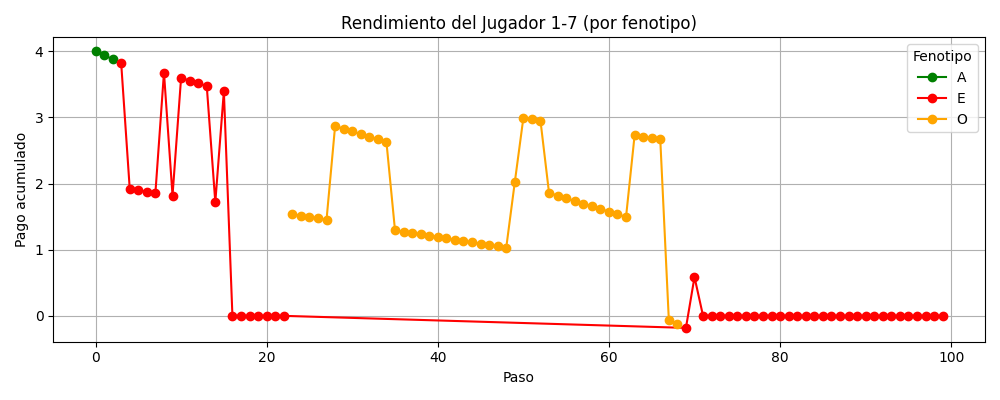 Rendimiento del Jugador 1-7 (por fenotipo)
Pago acumulado
4
3
2
1
0
Fenotipo
A
E
O
0 20 40 60 80 100
Paso